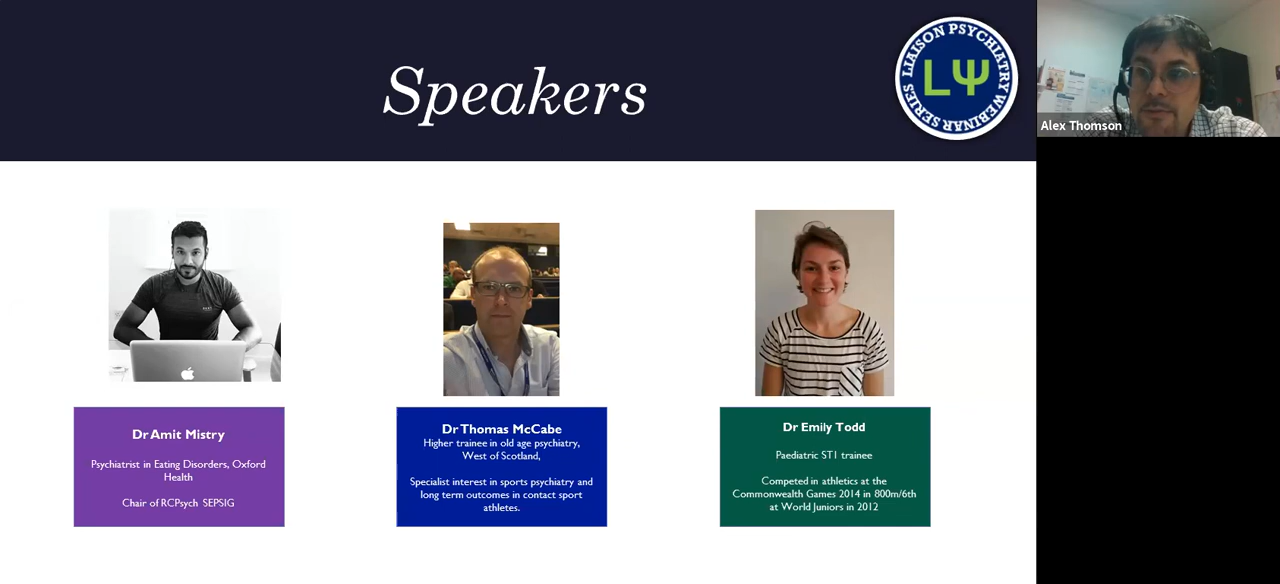 Speakers
LIAISON PSYCHIATRY
LΨ
WEBINAR SERIES
Alex Thomson
Dr Amit Mistry
Psychiatrist in Eating Disorders, Oxford
Health
Chair of RCPsych SEPSIG
Dr Thomas McCabe
Higher trainee in old age psychiatry,
West of Scotland,
Specialist interest in sports psychiatry and
long term outcomes in contact sport
athletes.
Dr Emily Todd
Paediatric ST1 trainee
Competed in athletics at the
Commonwealth Games 2014 in 800m/6th
at World Juniors in 2012